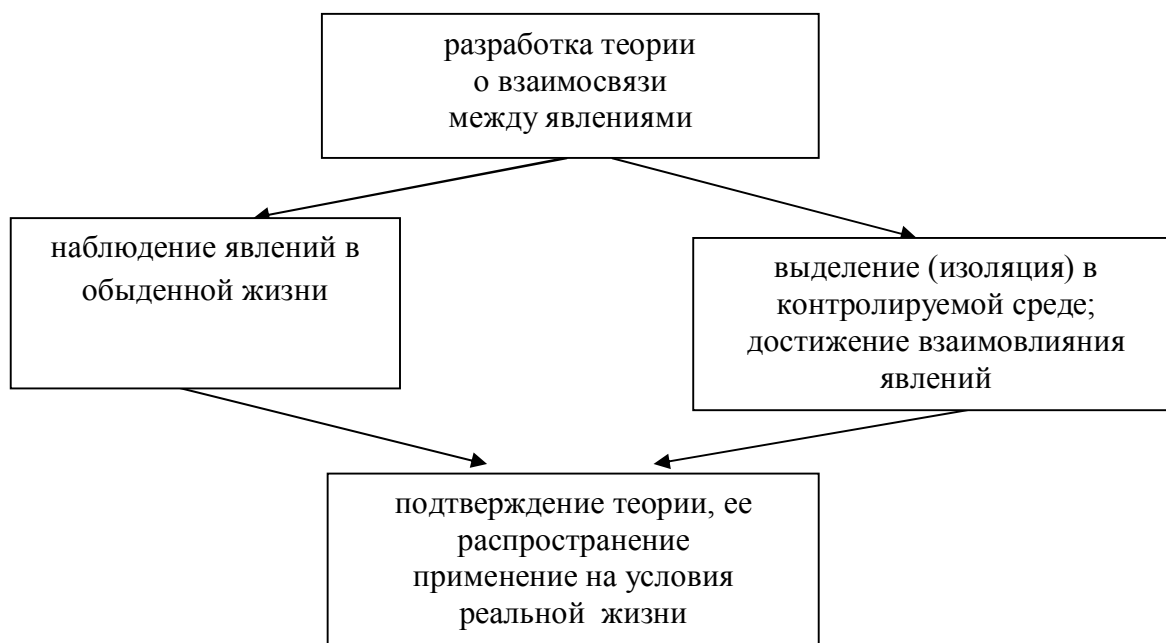 разработка теории
о взаимосвязи
между явлениями
наблюдение явлений в
обыденной жизни
выделение (изоляция) в
контролируемой среде;
достижение взаимовлияния
явлений
подтверждение теории, ее
распространение
применение на условия
реальной жизни